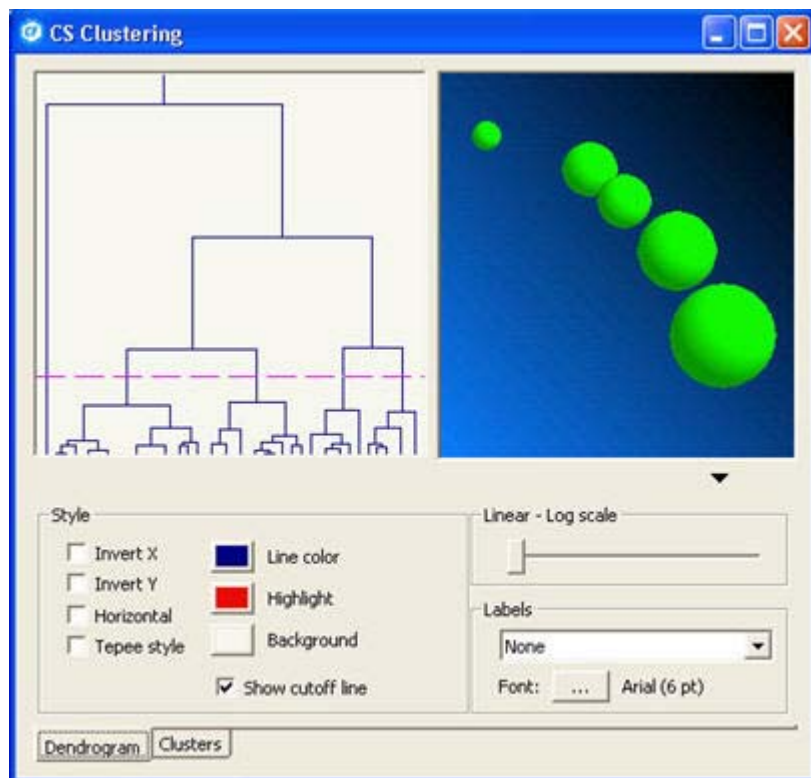 CS Clustering
Style
Invert X
Invert Y
Horizontal
Tepee style
Line color
Highlight
Background
Show cutoff line
Linear - Log scale
Labels
None
Font: ... Arial (6 pt)
Dendrogram Clusters